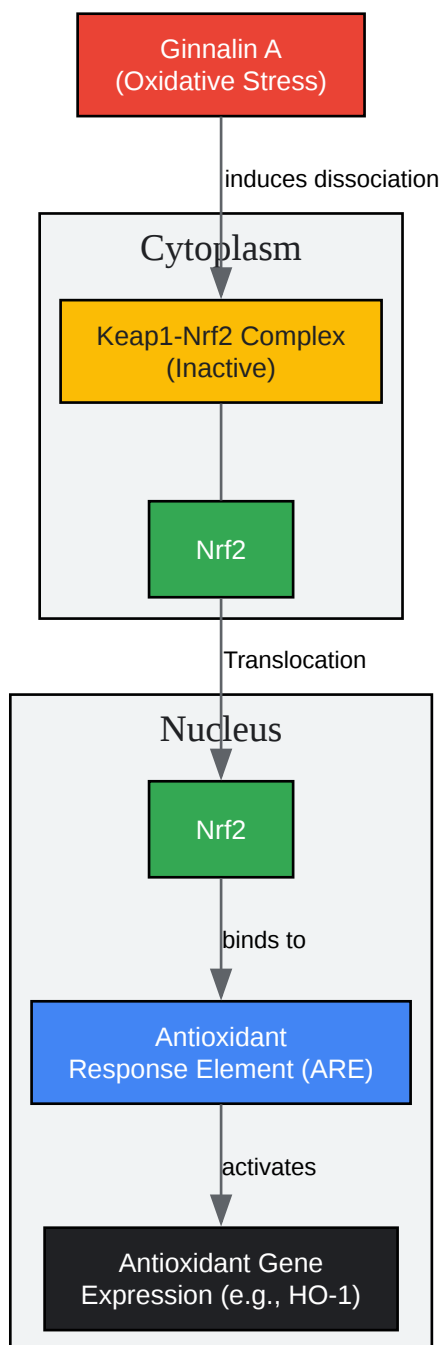 Ginnalin A
(Oxidative Stress)
induces dissociation
Cytoplasm
Keap1-Nrf2 Complex
(Inactive)
Nrf2
Translocation
Nucleus
Nrf2
binds to
Antioxidant
Response Element (ARE)
activates
Antioxidant Gene
Expression (e.g., HO-1)